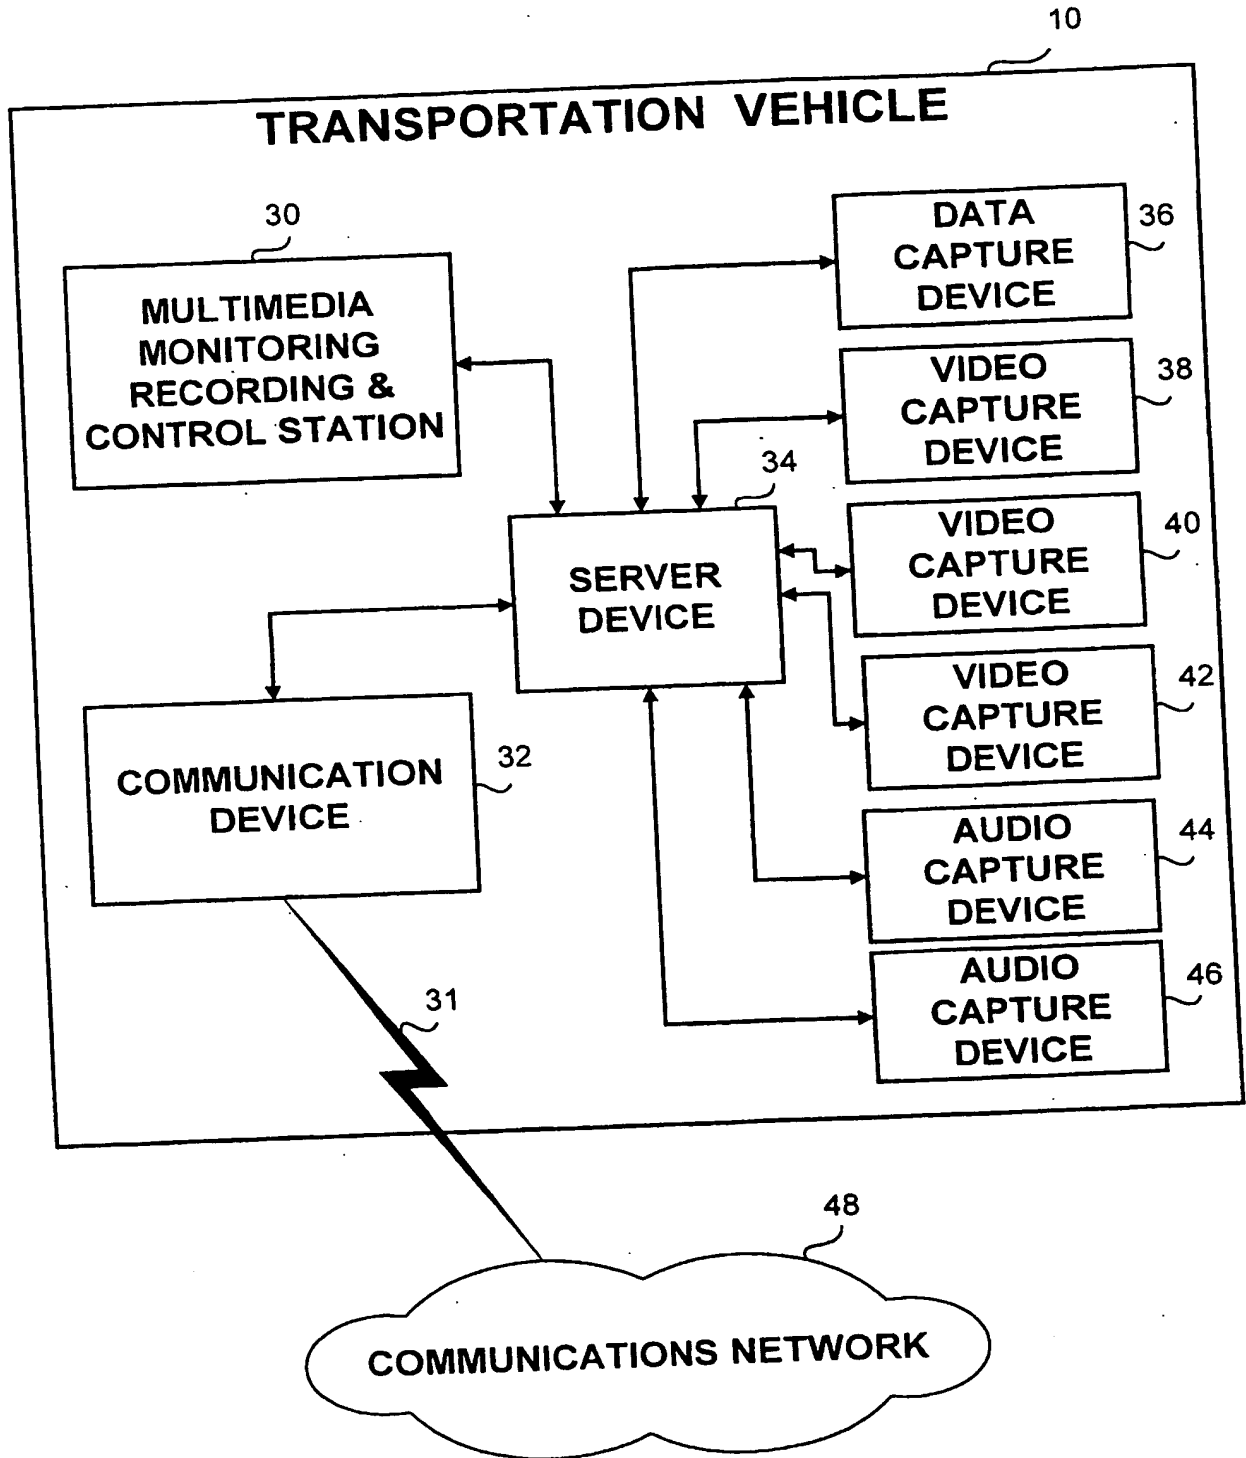 10
TRANSPORTATION VEHICLE
30
MULTIMEDIA
MONITORING
RECORDING &
CONTROL STATION
DATA
CAPTURE
DEVICE
36
VIDEO
CAPTURE
DEVICE
38
34
SERVER
DEVICE
VIDEO
CAPTURE
DEVICE
40
VIDEO
CAPTURE
DEVICE
42
COMMUNICATION
DEVICE
32
AUDIO
CAPTURE
DEVICE
44
AUDIO
CAPTURE
DEVICE
46
31
48
COMMUNICATIONS NETWORK